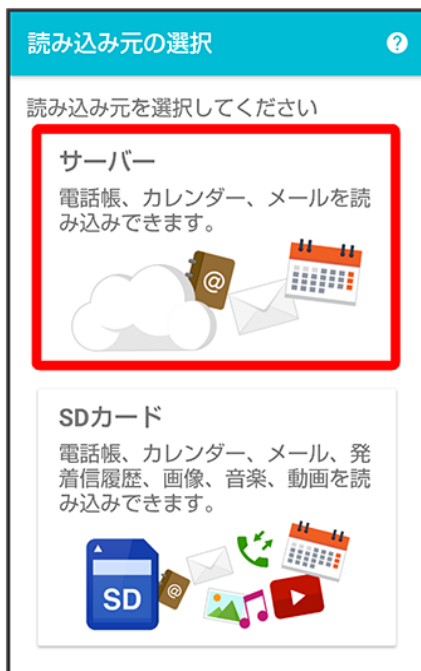 読み込み元の選択
?
読み込み元を選択してください
サーバー
電話帳、カレンダー、メールを読
み込みできます。
@
SDカード
電話帳、カレンダー、メール、発
着信履歴、画像、音楽、動画を読
み込みできます。
@
SD